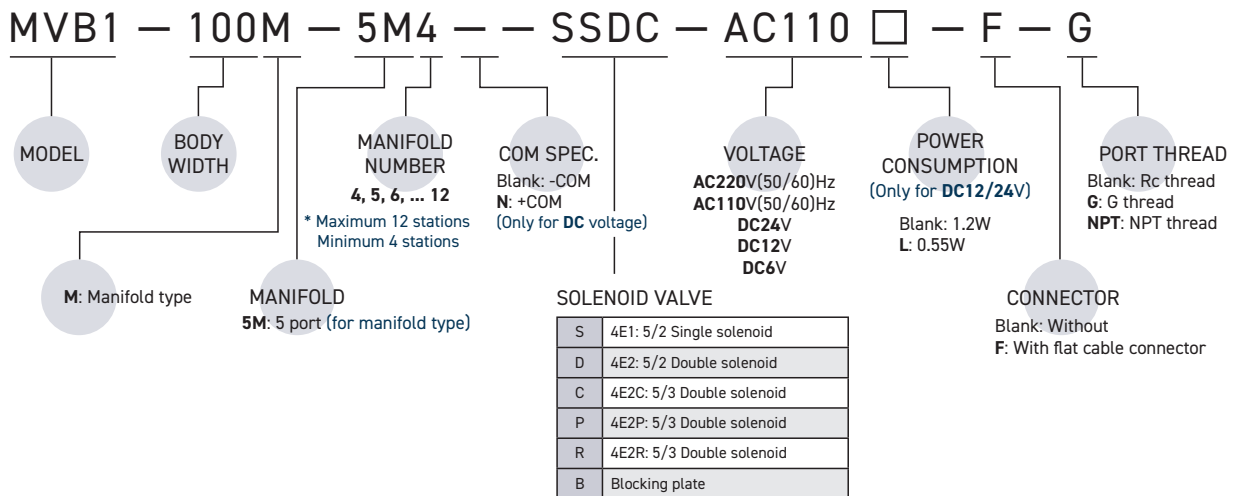 MVB1 — 100M — 5M4 — — SSDC — AC110 □ — F — G
MODEL
BODY
WIDTH
MANIFOLD
NUMBER
4, 5, 6, ... 12
* Maximum 12 stations
Minimum 4 stations
COM SPEC.
Blank: -COM
N: +COM
(Only for DC voltage)
VOLTAGE
AC220V(50/60)Hz
AC110V(50/60)Hz
DC24V
DC12V
DC6V
POWER
CONSUMPTION
(Only for DC12/24V)
Blank: 1.2W
L: 0.55W
PORT THREAD
Blank: Rc thread
G: G thread
NPT: NPT thread
M: Manifold type
MANIFOLD
5M: 5 port (for manifold type)
SOLENOID VALVE
S 4E1: 5/2 Single solenoid
D 4E2: 5/2 Double solenoid
C 4E2C: 5/3 Double solenoid
P 4E2P: 5/3 Double solenoid
R 4E2R: 5/3 Double solenoid
B Blocking plate
CONNECTOR
Blank: Without
F: With flat cable connector